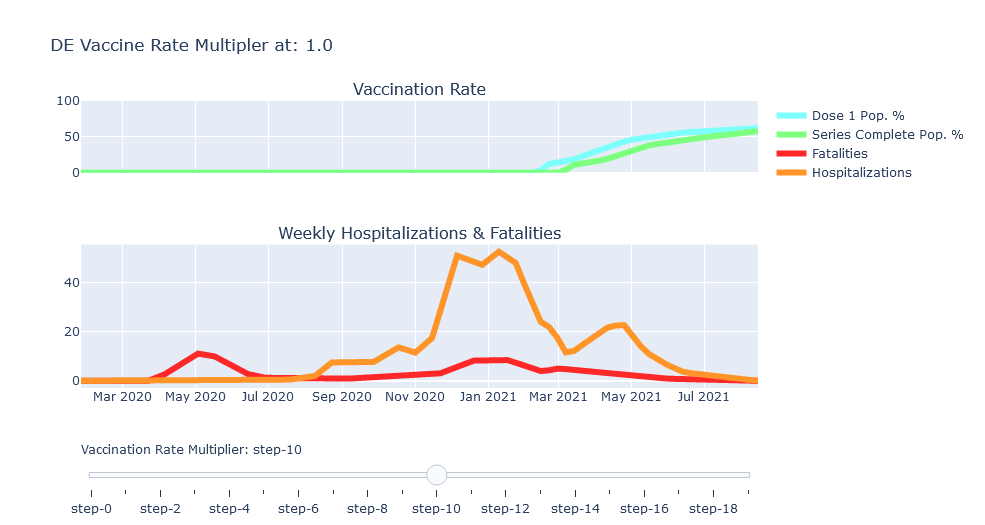 DE Vaccine Rate Multipler at: 1.0
Vaccination Rate
100
50
0
Dose 1 Pop. %
Series Complete Pop. %
Fatalities
Hospitalizations
Weekly Hospitalizations & Fatalities
40
20
0
Mar 2020 May 2020 Jul 2020 Sep 2020 Nov 2020 Jan 2021 Mar 2021 May 2021 Jul 2021
Vaccination Rate Multiplier: step-10
step-0 step-2 step-4 step-6 step-8 step-10 step-12 step-14 step-16 step-18